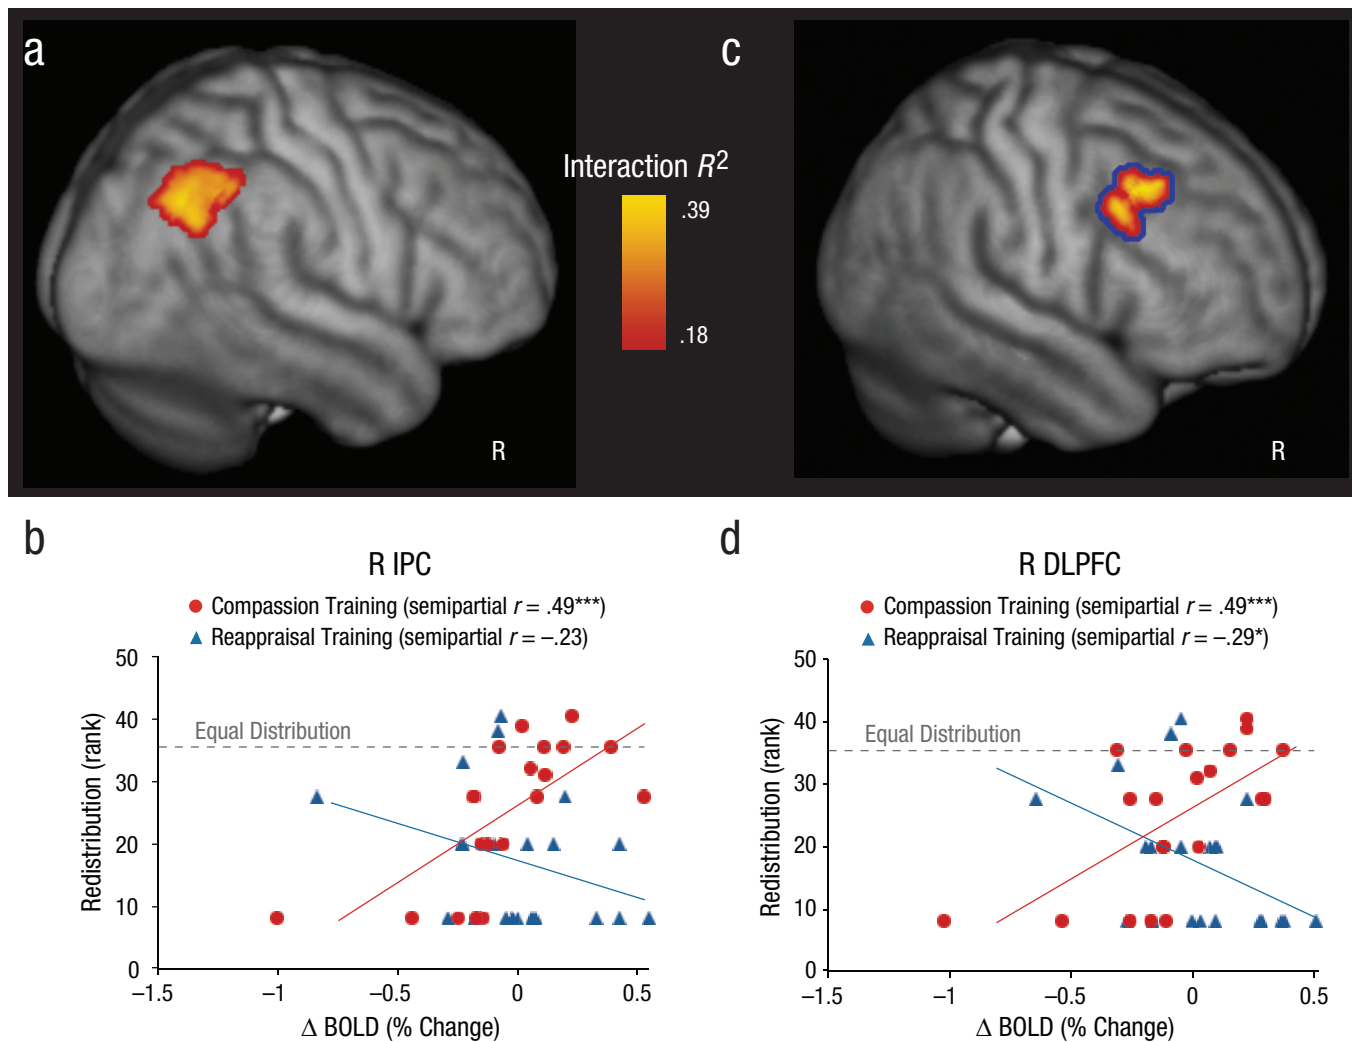 a
c
Interaction R2
.39
.18
R
R
b
R IPC
Compassion Training (semipartial r = .49***)
Reappraisal Training (semipartial r = –.23)
50
40
30
20
10
0
Equal Distribution
Redistribution (rank)
–1.5
–1
–0.5
0
0.5
Δ BOLD (% Change)
d
R DLPFC
Compassion Training (semipartial r = .49***)
Reappraisal Training (semipartial r = –.29*)
50
40
30
20
10
0
Equal Distribution
Redistribution (rank)
–1.5
–1
–0.5
0
0.5
Δ BOLD (% Change)